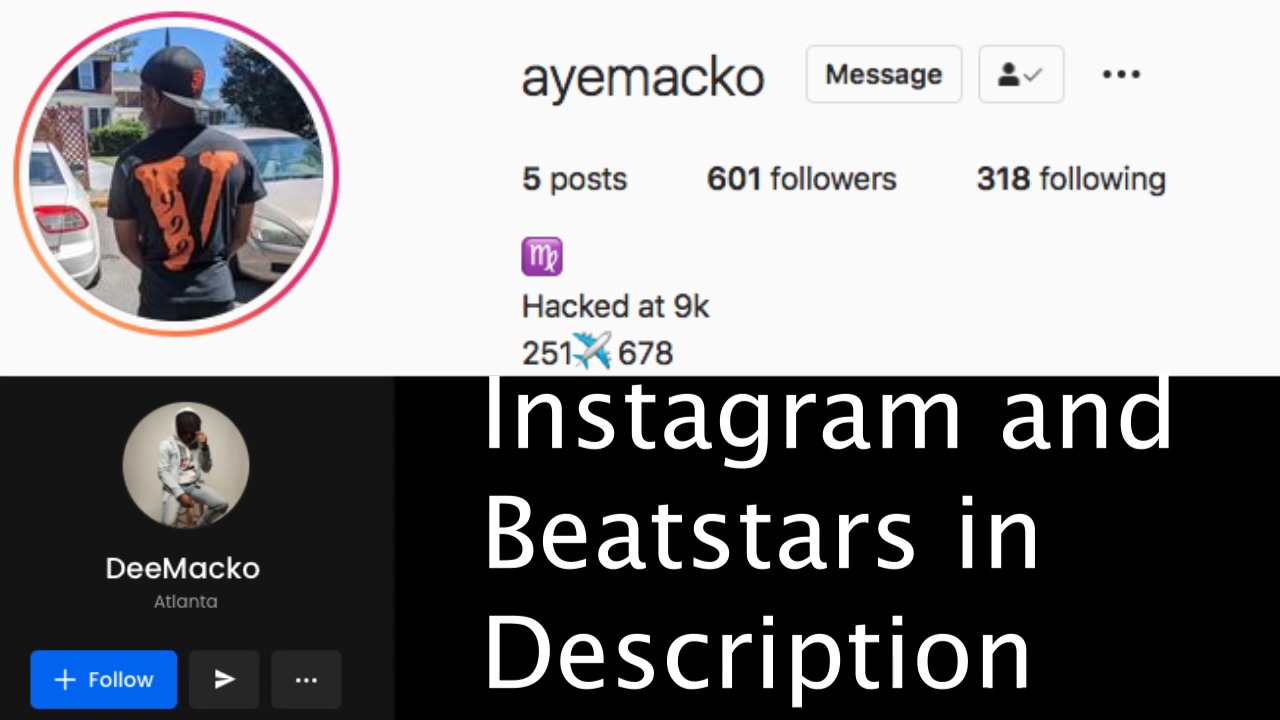 ayemacko Message
5 posts 601 followers 318 following
♍
Hacked at 9k
251✈️678
Instagram and
Beatstars in
Description
DeeMacko
Atlanta
+ Follow
V
999